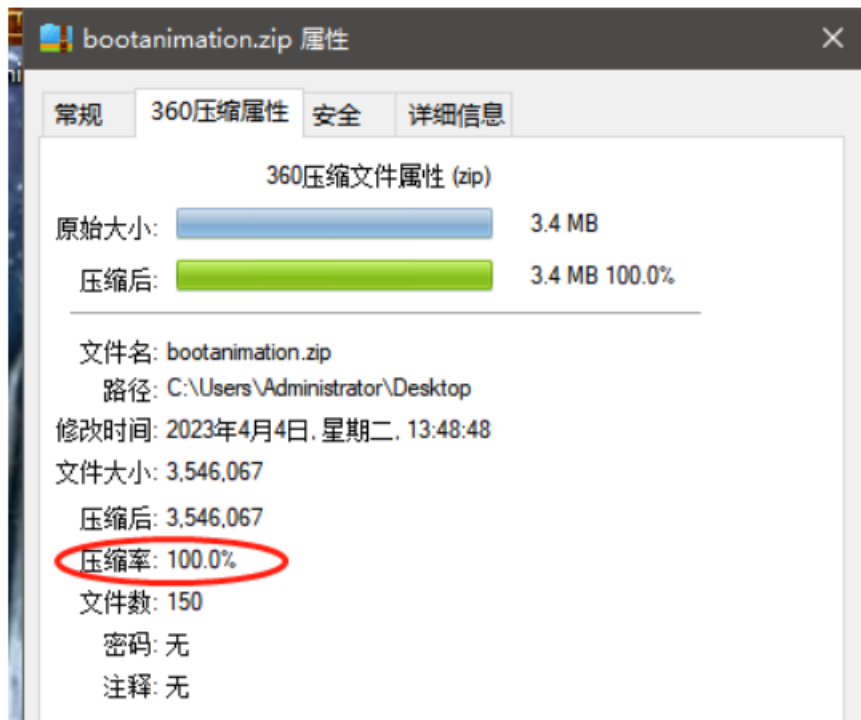 bootanimation.zip 属性
常规 360压缩属性 安全 详细信息
360压缩文件属性 (zip)
原始大小: 3.4 MB
压缩后: 3.4 MB 100.0%
文件名: bootanimation.zip
路径: C:\Users\Administrator\Desktop
修改时间: 2023年4月4日, 星期二, 13:48:48
文件大小: 3,546,067
压缩后: 3,546,067
压缩率: 100.0%
文件数: 150
密码: 无
注释: 无